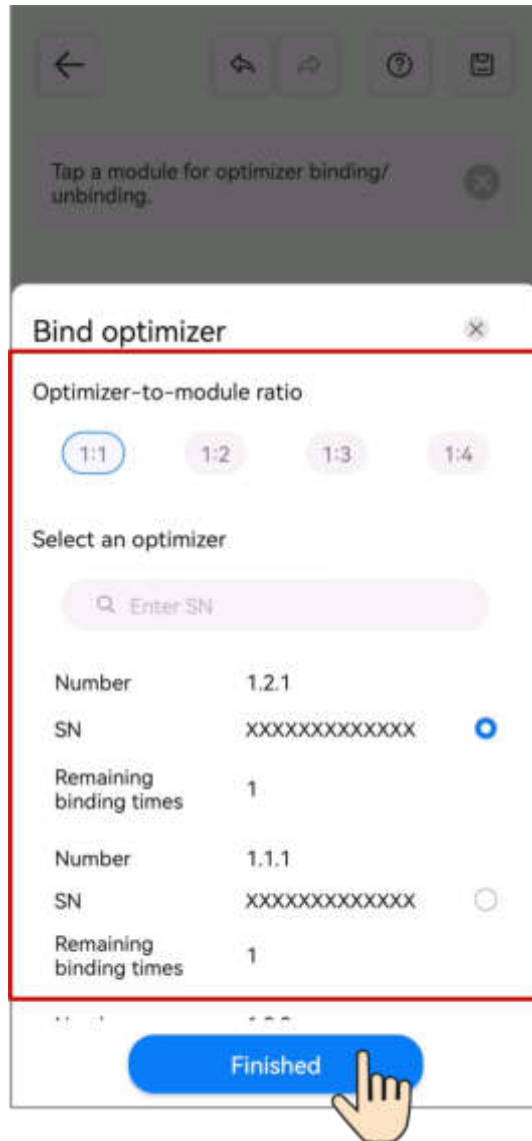 Tap a module for optimizer binding/
unbinding.
Bind optimizer
Optimizer-to-module ratio
1:1 1:2 1:3 1:4
Select an optimizer
Enter SN
Number 1.2.1
SN XXXXXXXXXXXXX
Remaining
binding times 1
Number 1.1.1
SN XXXXXXXXXXXXX
Remaining
binding times 1
Finished